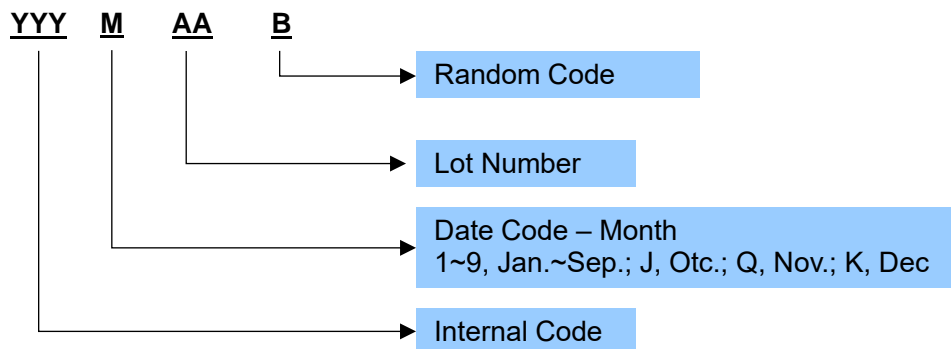 YYY M AA B
Random Code
Lot Number
Date Code – Month
1~9, Jan.~Sep.; J, Otc.; Q, Nov.; K, Dec
Internal Code